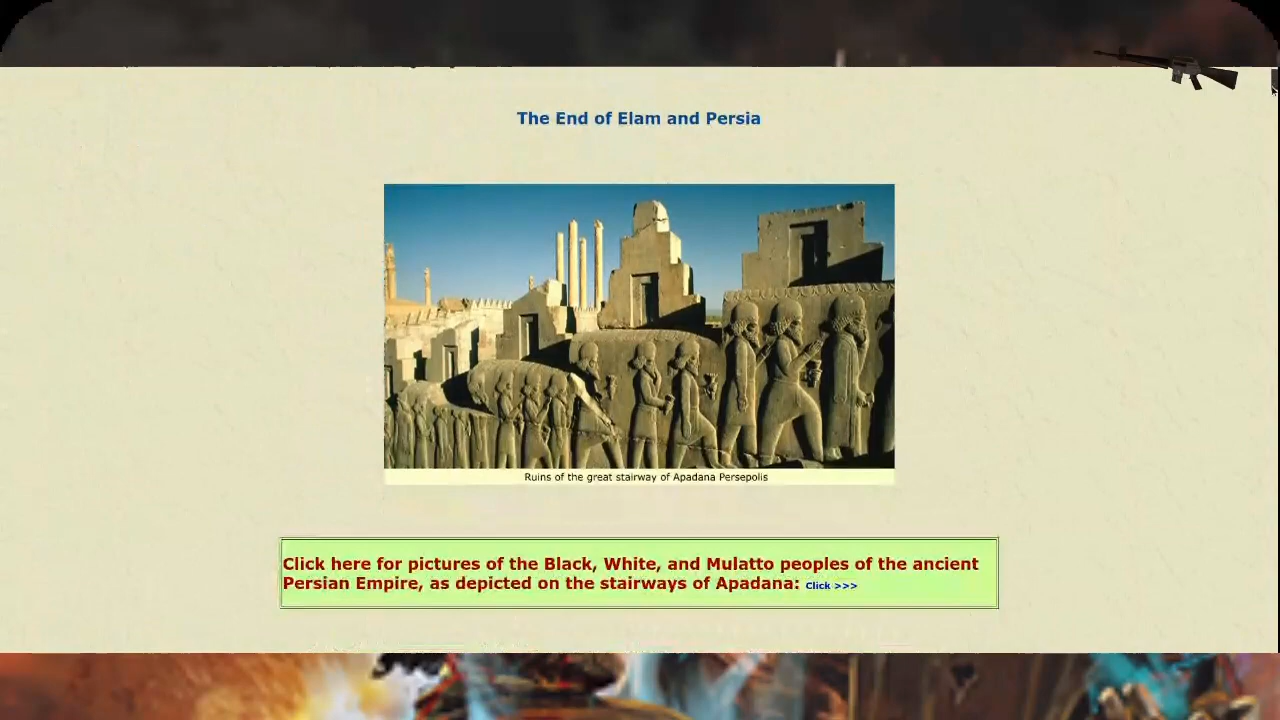 The End of Elam and Persia
Ruins of the great stairway of Apadana Persepolis
Click here for pictures of the Black, White, and Mulatto peoples of the ancient
Persian Empire, as depicted on the stairways of Apadana: Click >>>